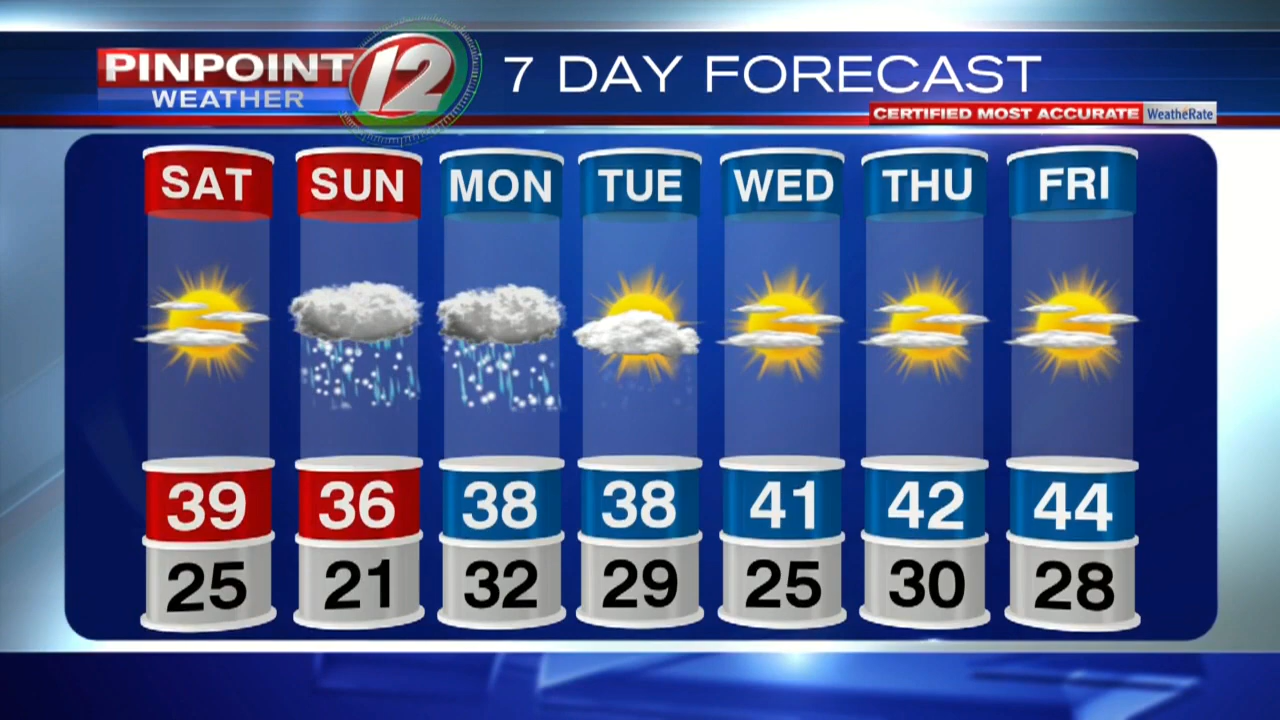 PINPOINT 12 7 DAY FORECAST
WEATHER
CERTIFIED MOST ACCURATE WeatheRate
SAT SUN MON TUE WED THU FRI
39 36 38 38 41 42 44
25 21 32 29 25 30 28